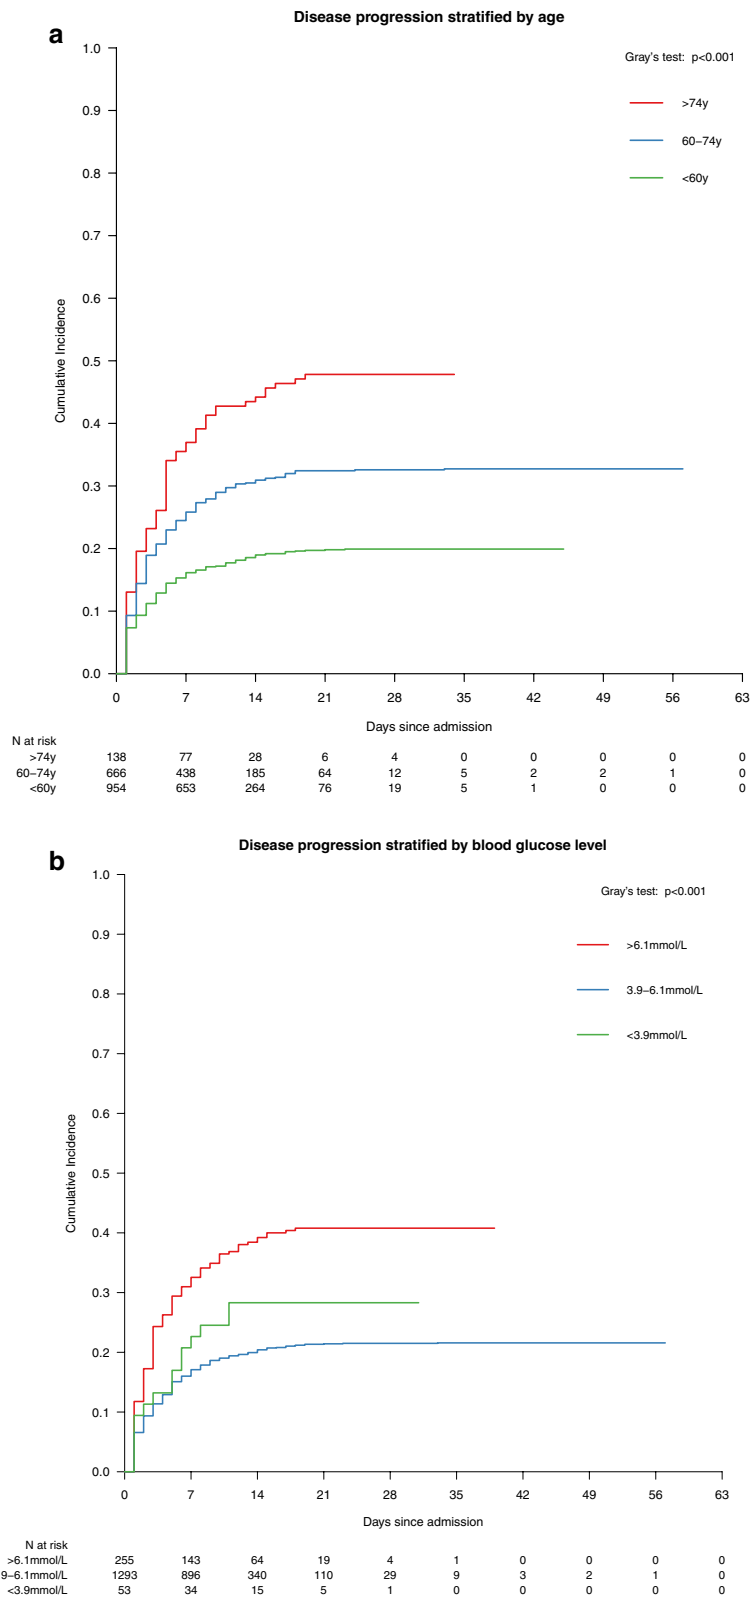 Disease progression stratified by age
a
Gray's test: p<0.001
>74y
60–74y
<60y
Cumulative Incidence
1.0
0.9
0.8
0.7
0.6
0.5
0.4
0.3
0.2
0.1
0.0
0 7 14 21 28 35 42 49 56 63
Days since admission
N at risk
>74y 138 77 28 6 4 0 0 0 0 0
60–74y 666 438 185 64 12 5 2 2 1 0
<60y 954 653 264 76 19 5 1 0 0 0
Disease progression stratified by blood glucose level
b
Gray's test: p<0.001
>6.1mmol/L
3.9–6.1mmol/L
<3.9mmol/L
Cumulative Incidence
1.0
0.9
0.8
0.7
0.6
0.5
0.4
0.3
0.2
0.1
0.0
0 7 14 21 28 35 42 49 56 63
Days since admission
N at risk
>6.1mmol/L 255 143 64 19 4 1 0 0 0 0
9–6.1mmol/L 1293 896 340 110 29 9 3 2 1 0
<3.9mmol/L 53 34 15 5 1 0 0 0 0 0